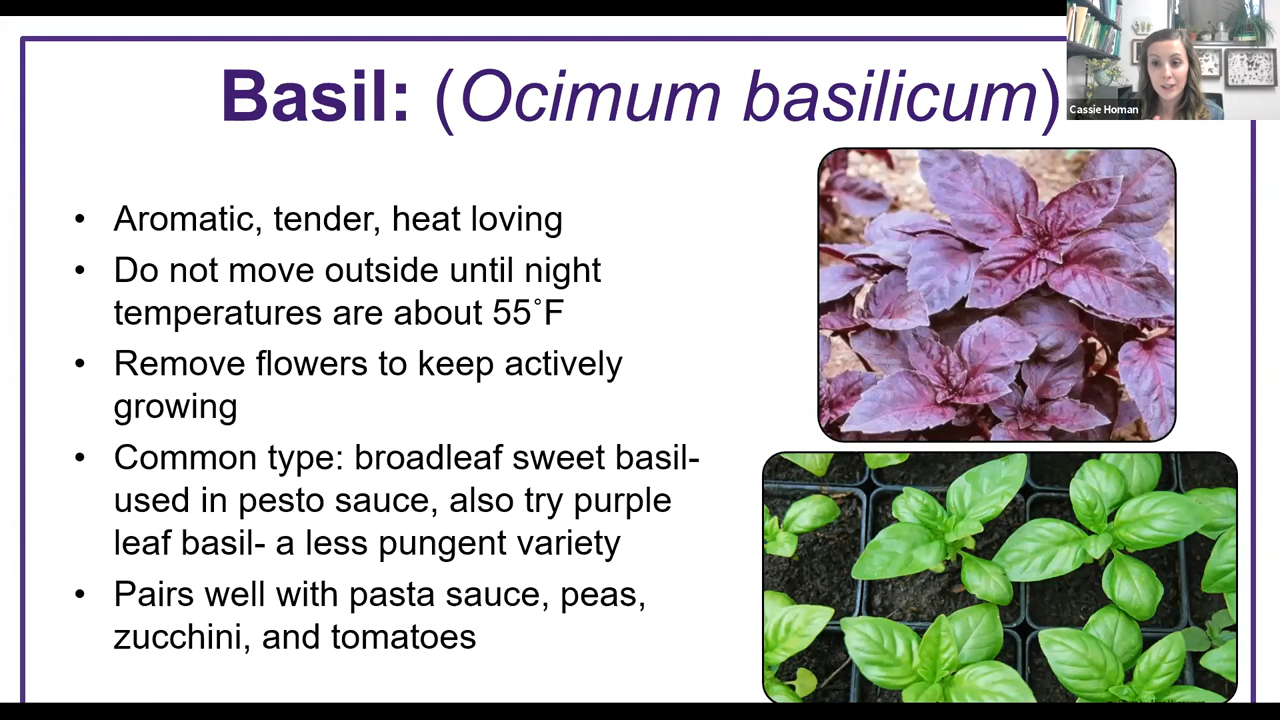 Basil: (Ocimum basilicum)
Cassie Homan
• Aromatic, tender, heat loving
• Do not move outside until night
temperatures are about 55˚F
• Remove flowers to keep actively
growing
• Common type: broadleaf sweet basil-
used in pesto sauce, also try purple
leaf basil- a less pungent variety
• Pairs well with pasta sauce, peas,
zucchini, and tomatoes